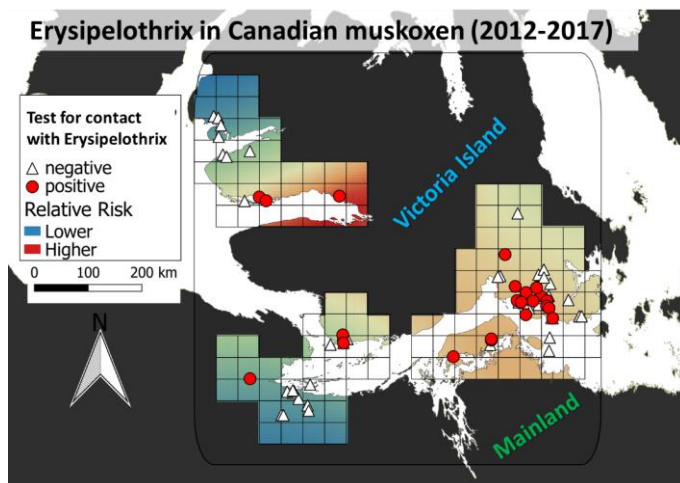 Erysipelothrix in Canadian muskoxen (2012-2017)
Test for contact
with Erysipelothrix
negative
positive
Relative Risk
Lower
Higher
0 100 200 km
N
Victoria Island
Mainland